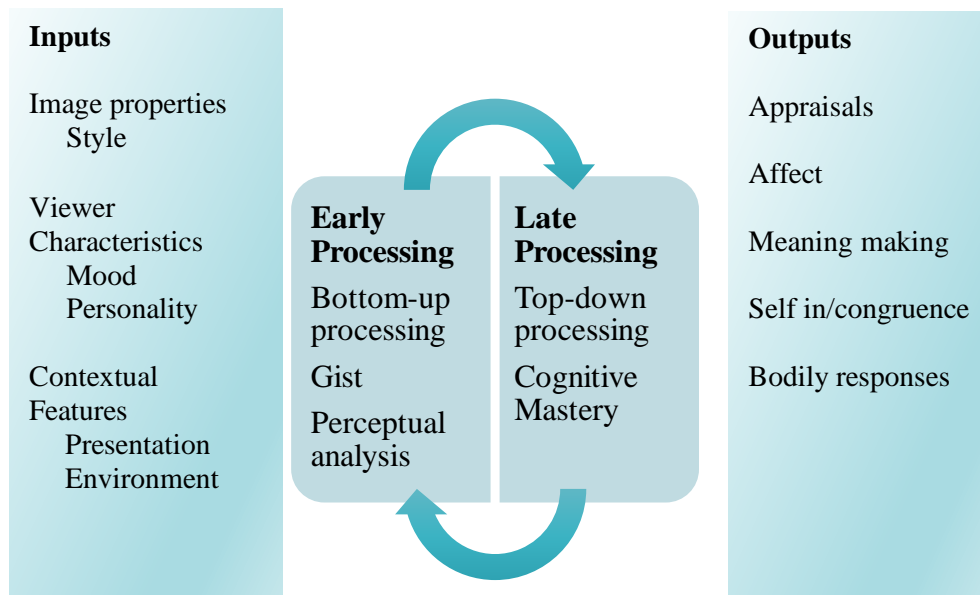 Inputs
Image properties
Style
Viewer
Characteristics
Mood
Personality
Contextual
Features
Presentation
Environment
Early
Processing
Bottom-up
processing
Gist
Perceptual
analysis
Late
Processing
Top-down
processing
Cognitive
Mastery
Outputs
Appraisals
Affect
Meaning making
Self in/congruence
Bodily responses